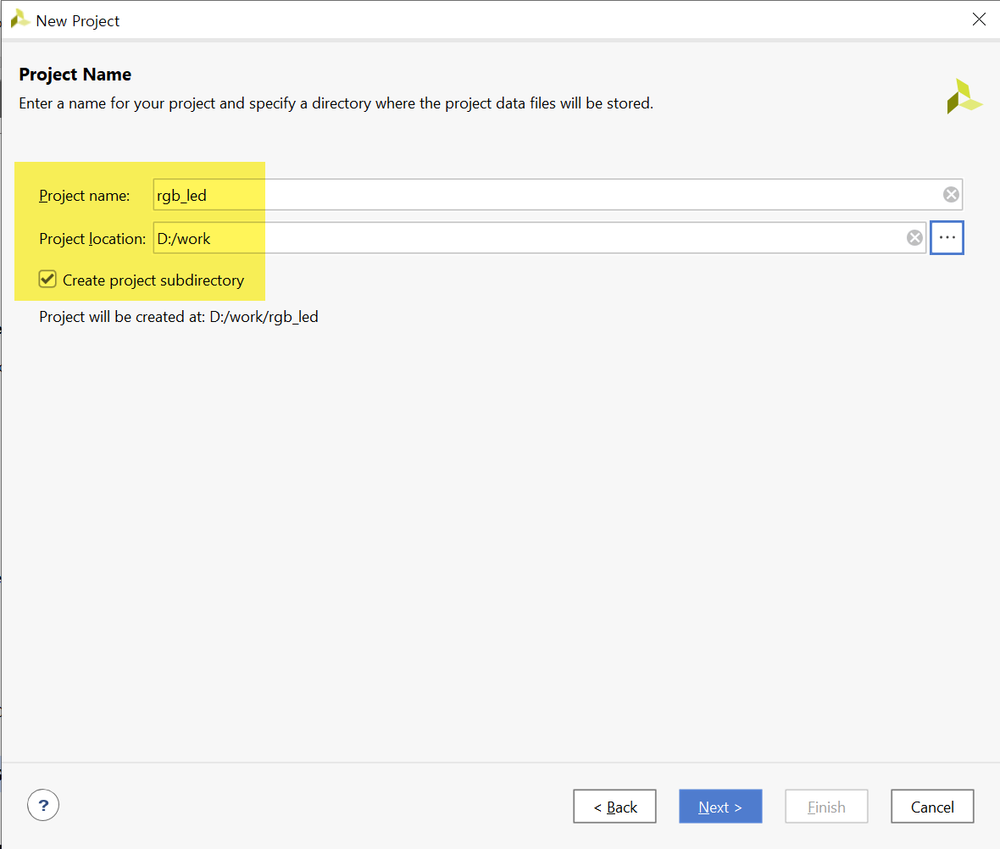 New Project
Project Name
Enter a name for your project and specify a directory where the project data files will be stored.
Project name: rgb_led
Project location: D:/work ...
Create project subdirectory
Project will be created at: D:/work/rgb_led
? < Back Next > Finish Cancel